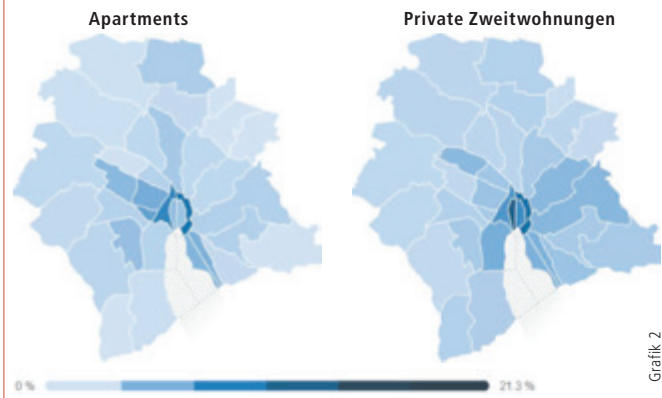 Apartments
Private Zweitwohnungen
0 %
21.3 %
Grafik 2